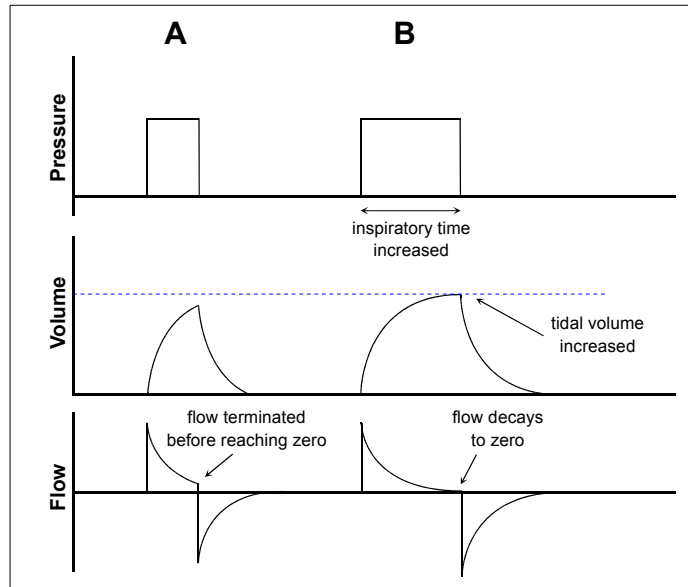 A
B
Pressure
inspiratory time
increased
Volume
tidal volume
increased
flow terminated
before reaching zero
flow decays
to zero
Flow